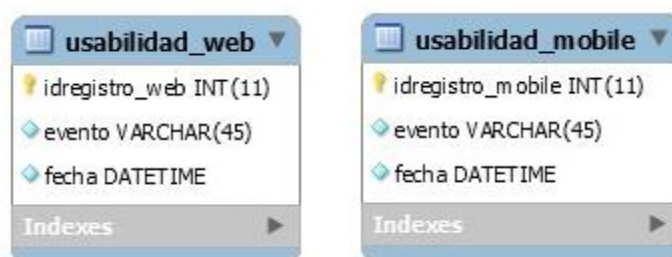 usabilidad_web
idregistro_web INT(11)
evento VARCHAR(45)
fecha DATETIME
Indexes
usabilidad_mobile
idregistro_mobile INT(11)
evento VARCHAR(45)
fecha DATETIME
Indexes